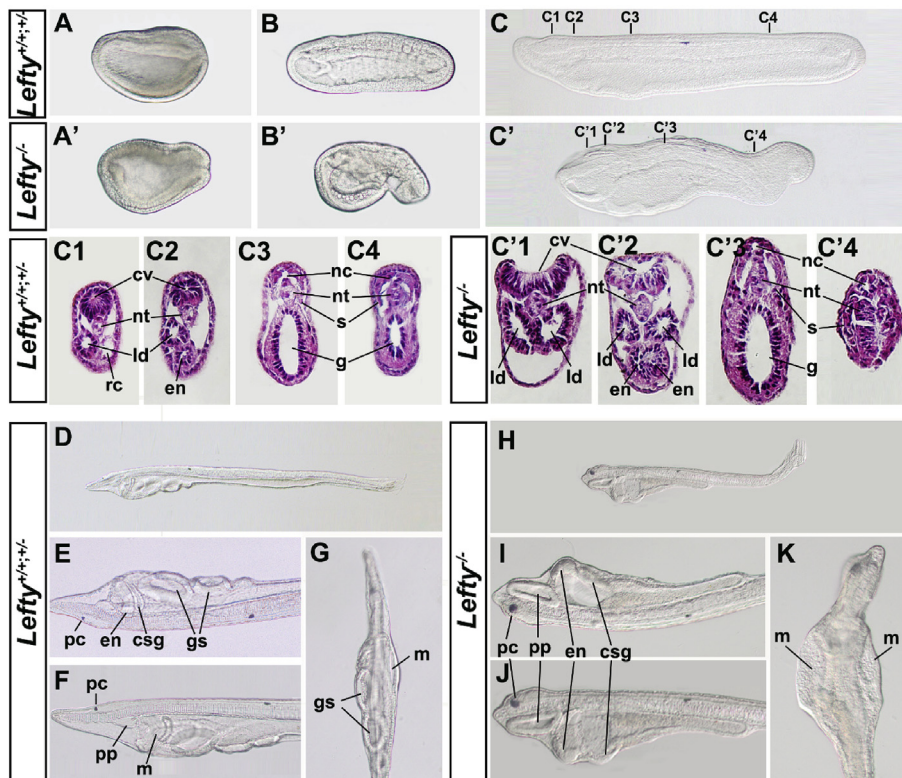 Lefty+/+;+/-
A
B
C
C1 C2 C3 C4
Lefty-/-
A'
B'
C'
C'1 C'2 C'3 C'4
Lefty+/+;+/-
C1 C2 C3 C4
cv
nt
ld
rc
en
nc
nt
s
g
Lefty-/-
C'1 C'2 C'3 C'4
cv
nt
ld ld ld
en en
nc
nt
s
g
Lefty+/+;+/-
D
E
pc en csg gs
F
pc
pp
m
G
m
gs
Lefty-/-
H
I
pc pp en csg
J
K
m m